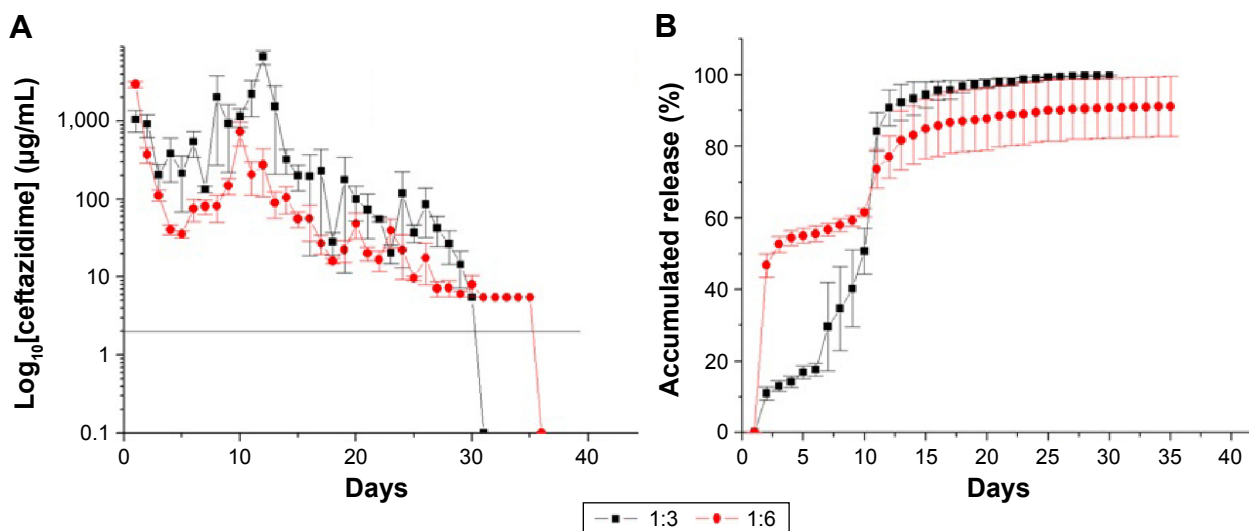 A
Log10[ceftazidime] (µg/mL)
1,000
100
10
1
0.1
0 10 20 30 40
Days
B
Accumulated release (%)
100
80
60
40
20
0
0 5 10 15 20 25 30 35 40
Days
1:3 1:6